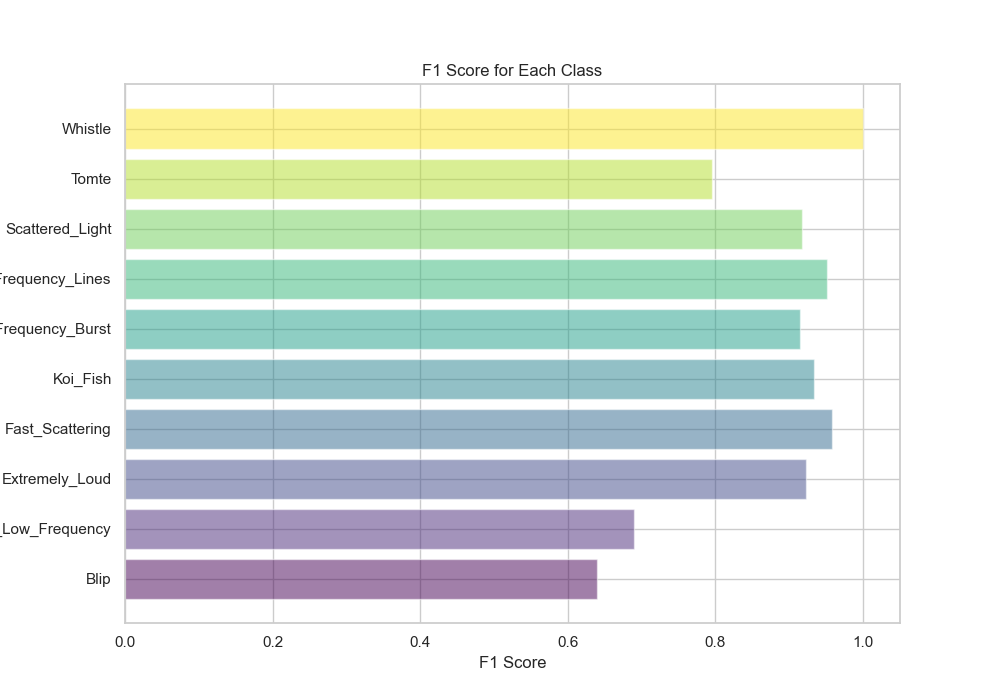 F1 Score for Each Class
Whistle
Tomte
Scattered_Light
Frequency_Lines
Frequency_Burst
Koi_Fish
Fast_Scattering
Extremely_Loud
_Low_Frequency
Blip
0.0 0.2 0.4 0.6 0.8 1.0
F1 Score